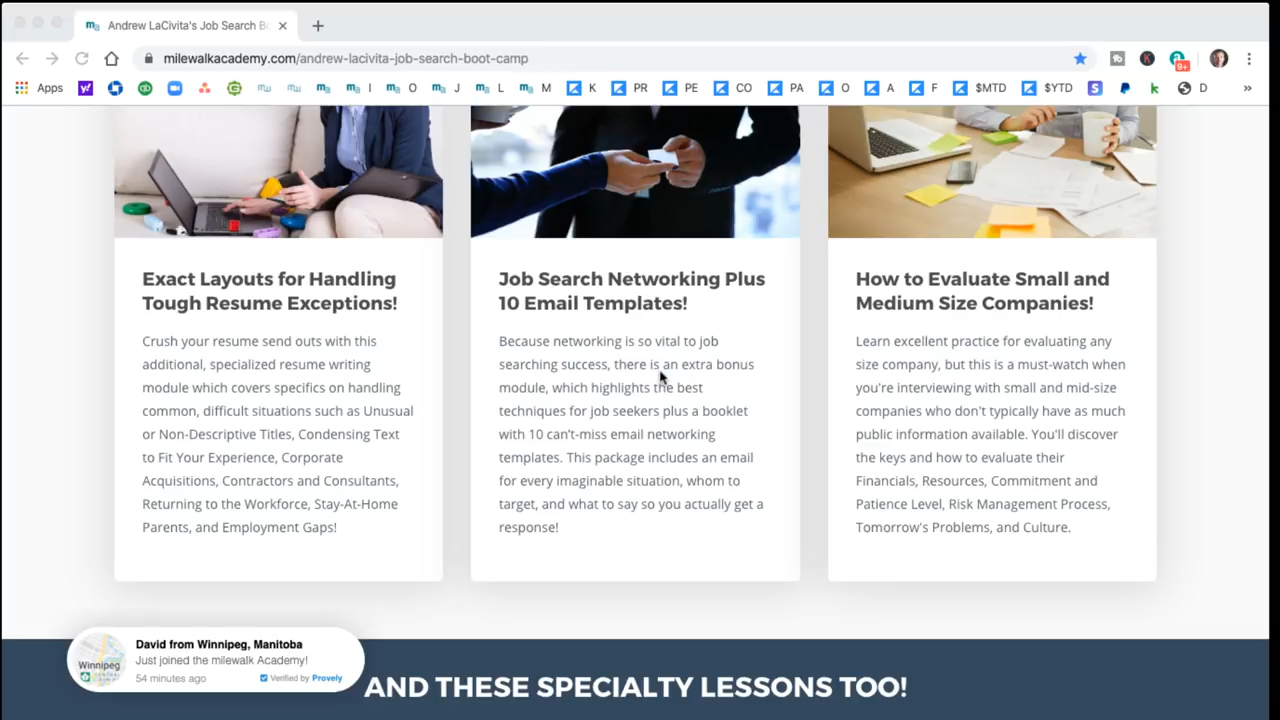 Andrew LaCivita's Job Search Bo
milewalkacademy.com/andrew-lacivita-job-search-boot-camp
9+
Apps
I
O
J
L
M
K
PR
PE
CO
PA
O
A
F
$MTD
$YTD
D
Exact Layouts for Handling
Tough Resume Exceptions!
Crush your resume send outs with this
additional, specialized resume writing
module which covers specifics on handling
common, difficult situations such as Unusual
or Non-Descriptive Titles, Condensing Text
to Fit Your Experience, Corporate
Acquisitions, Contractors and Consultants,
Returning to the Workforce, Stay-At-Home
Parents, and Employment Gaps!
Job Search Networking Plus
10 Email Templates!
Because networking is so vital to job
searching success, there is an extra bonus
module, which highlights the best
techniques for job seekers plus a booklet
with 10 can't-miss email networking
templates. This package includes an email
for every imaginable situation, whom to
target, and what to say so you actually get a
response!
How to Evaluate Small and
Medium Size Companies!
Learn excellent practice for evaluating any
size company, but this is a must-watch when
you're interviewing with small and mid-size
companies who don't typically have as much
public information available. You'll discover
the keys and how to evaluate their
Financials, Resources, Commitment and
Patience Level, Risk Management Process,
Tomorrow's Problems, and Culture.
Winnipeg
David from Winnipeg, Manitoba
Just joined the milewalk Academy!
54 minutes ago
Verified by Provely
AND THESE SPECIALTY LESSONS TOO!